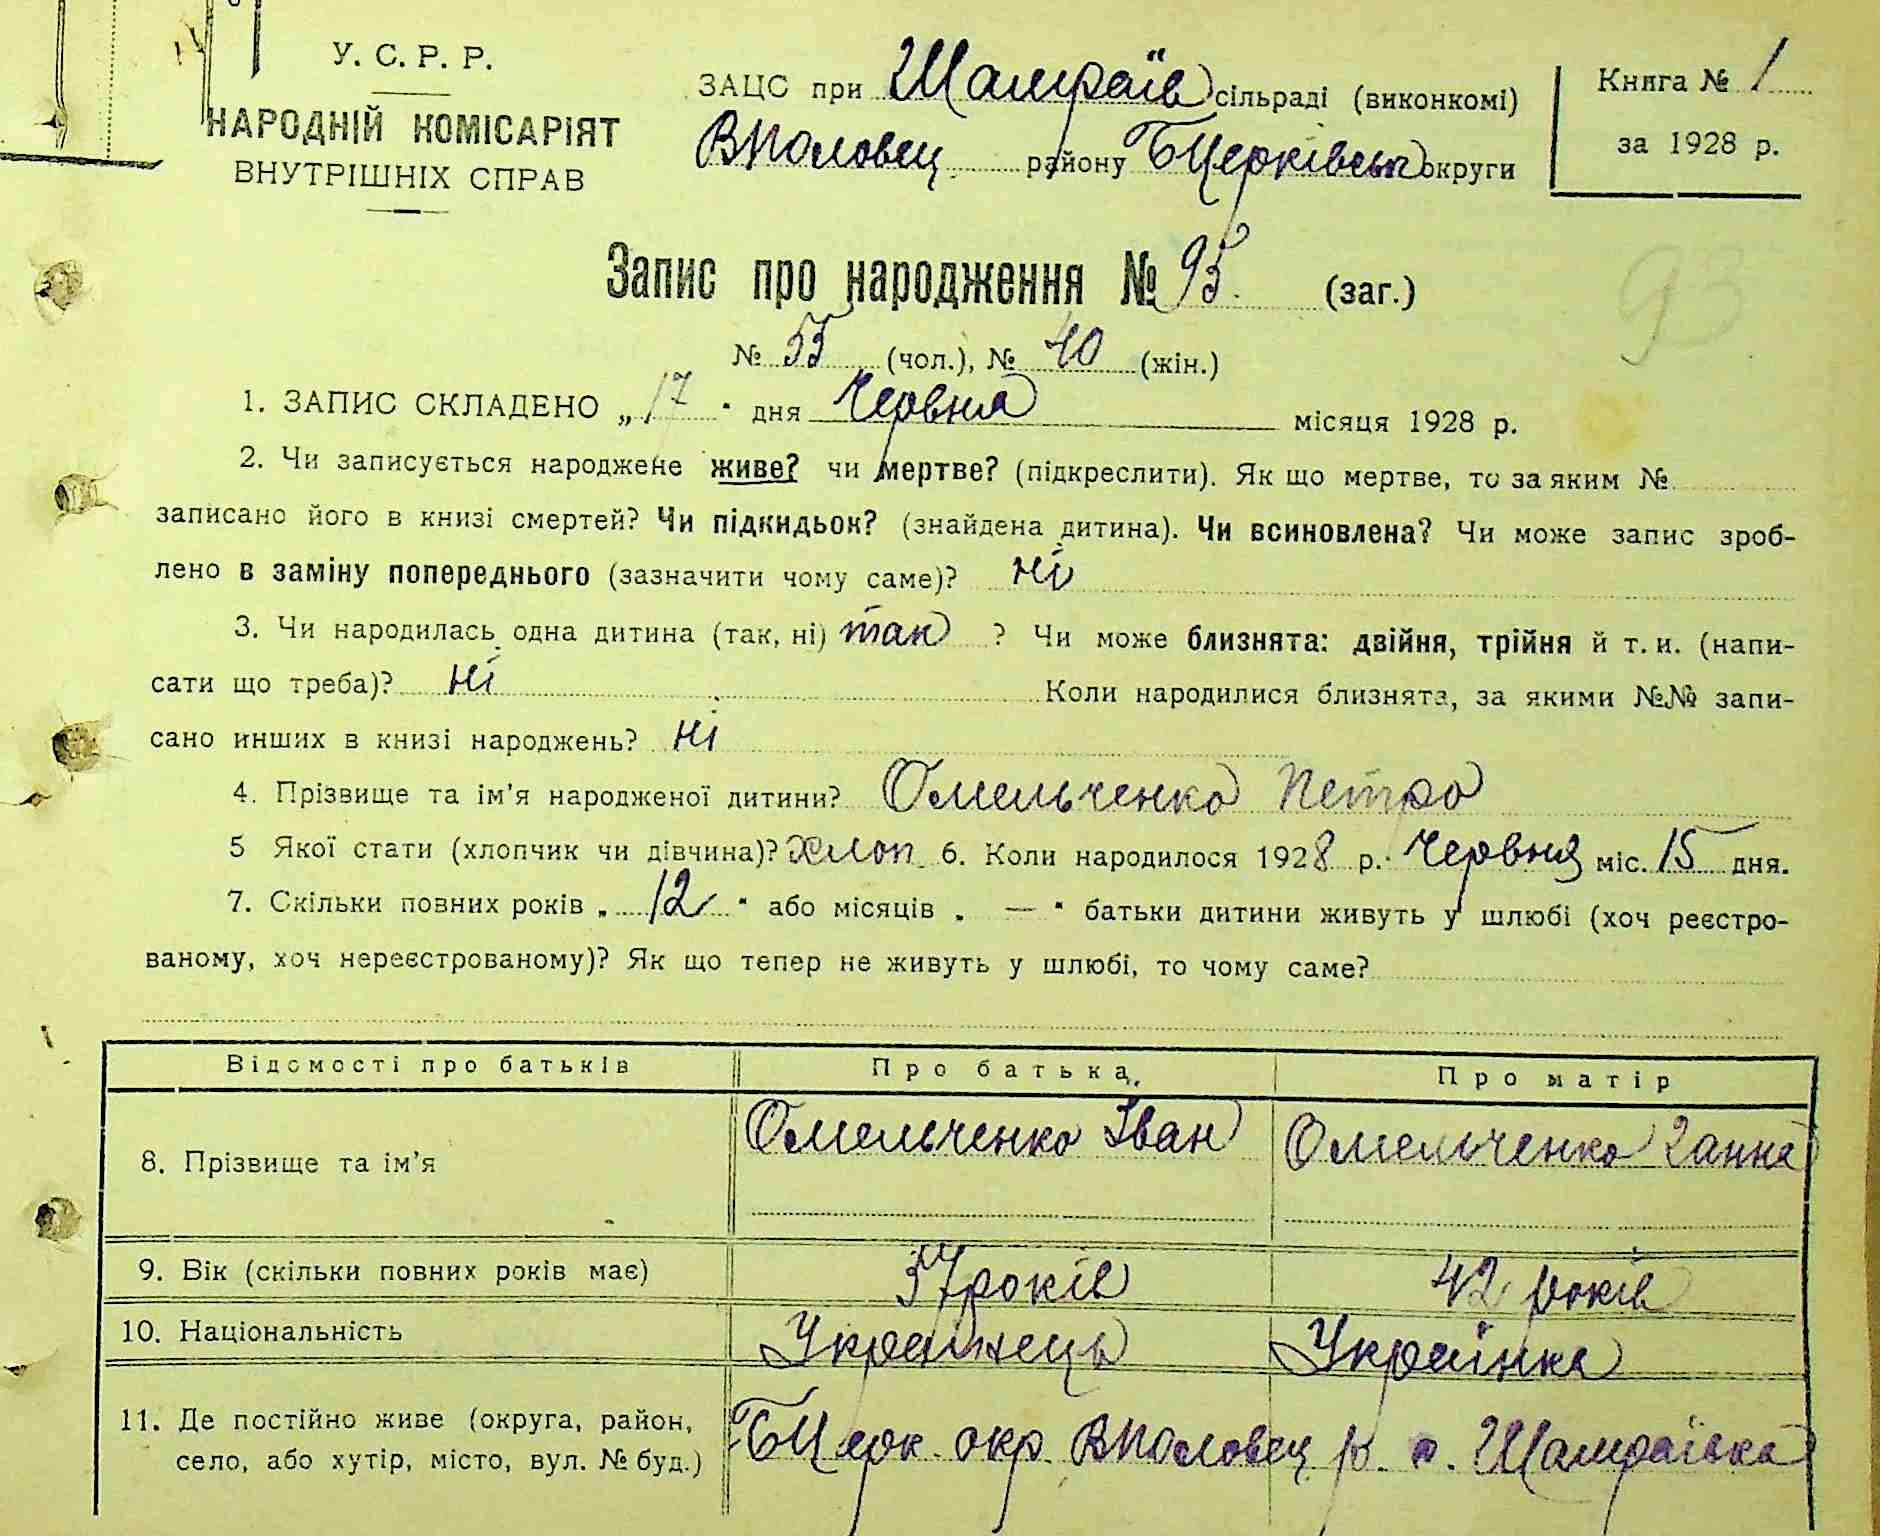 У. С. Р. Р.
НАРОДНІЙ КОМІСАРІЯТ
ВНУТРІШНІХ СПРАВ
ЗАЦС при Шамраїв сільраді (виконкомі)
ВПоловец району БЦерківськ округи
Книга № 1
за 1928 р.
Запис про народження № 95 (заг.)
93
№ 55 (чол.), № 40 (жін.)
1. ЗАПИС СКЛАДЕНО „ 17 " дня Червня місяця 1928 р.
2. Чи записується народжене живе? чи мертве? (підкреслити). Як що мертве, то за яким №
записано його в книзі смертей? Чи підкидьок? (знайдена дитина). Чи всиновлена? Чи може запис зроб-
лено в заміну попереднього (зазначити чому саме)? ні
3. Чи народилась одна дитина (так, ні) так ? Чи може близнята: двійня, трійня й т. и. (напи-
сати що треба)? ні Коли народилися близнята, за якими №№ запи-
сано инших в книзі народжень? ні
4. Прізвище та ім'я народженої дитини? Омельченко Петро
5 Якої стати (хлопчик чи дівчина)? хлоп. 6. Коли народилося 1928 р. Червня міс. 15 дня.
7. Скільки повних років „ 12 " або місяців „ — " батьки дитини живуть у шлюбі (хоч реєстро-
ваному, хоч нереєстрованому)? Як що тепер не живуть у шлюбі, то чому саме?
Відомості про батьків Про батька Про матір
8. Прізвище та ім'я Омельченко Іван Омельченко Ганна
9. Вік (скільки повних років має) 37 років 42 років
10. Національність Українець Українка
11. Де постійно живе (округа, район,
село, або хутір, місто, вул. № буд.) БЦерк. окр. ВПоловец р. с. Шамраївка